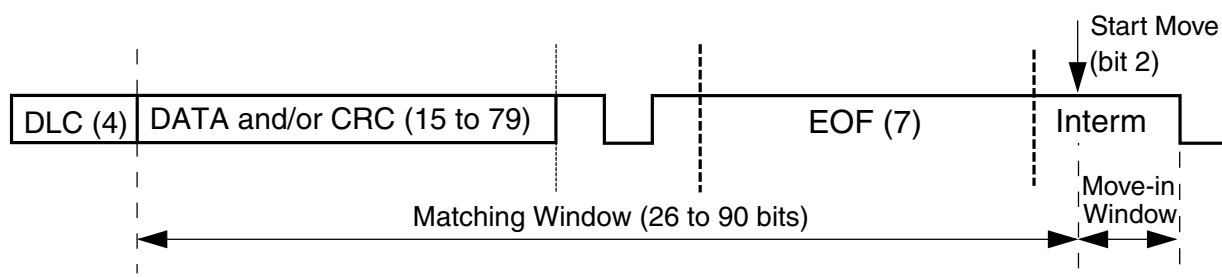 Start Move
(bit 2)
DLC (4)
DATA and/or CRC (15 to 79)
EOF (7)
Interm
Matching Window (26 to 90 bits)
Move-in
Window